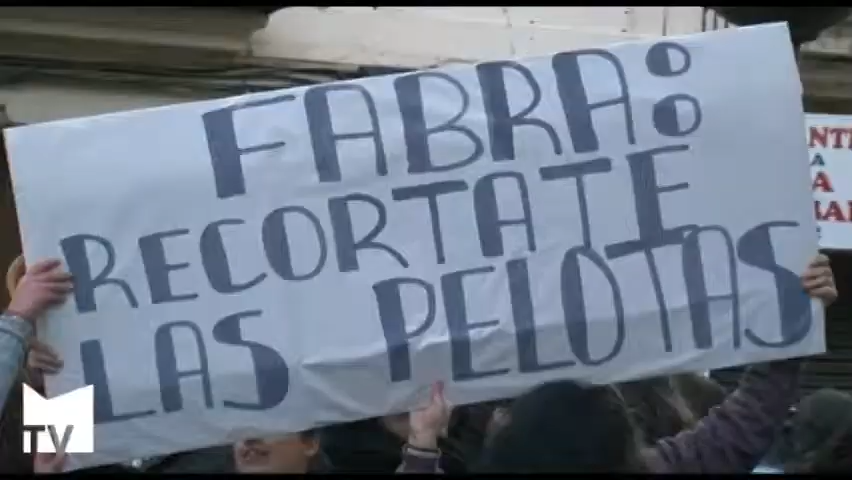 FABRA:
RECORTATE
LAS PELOTAS
TV
A